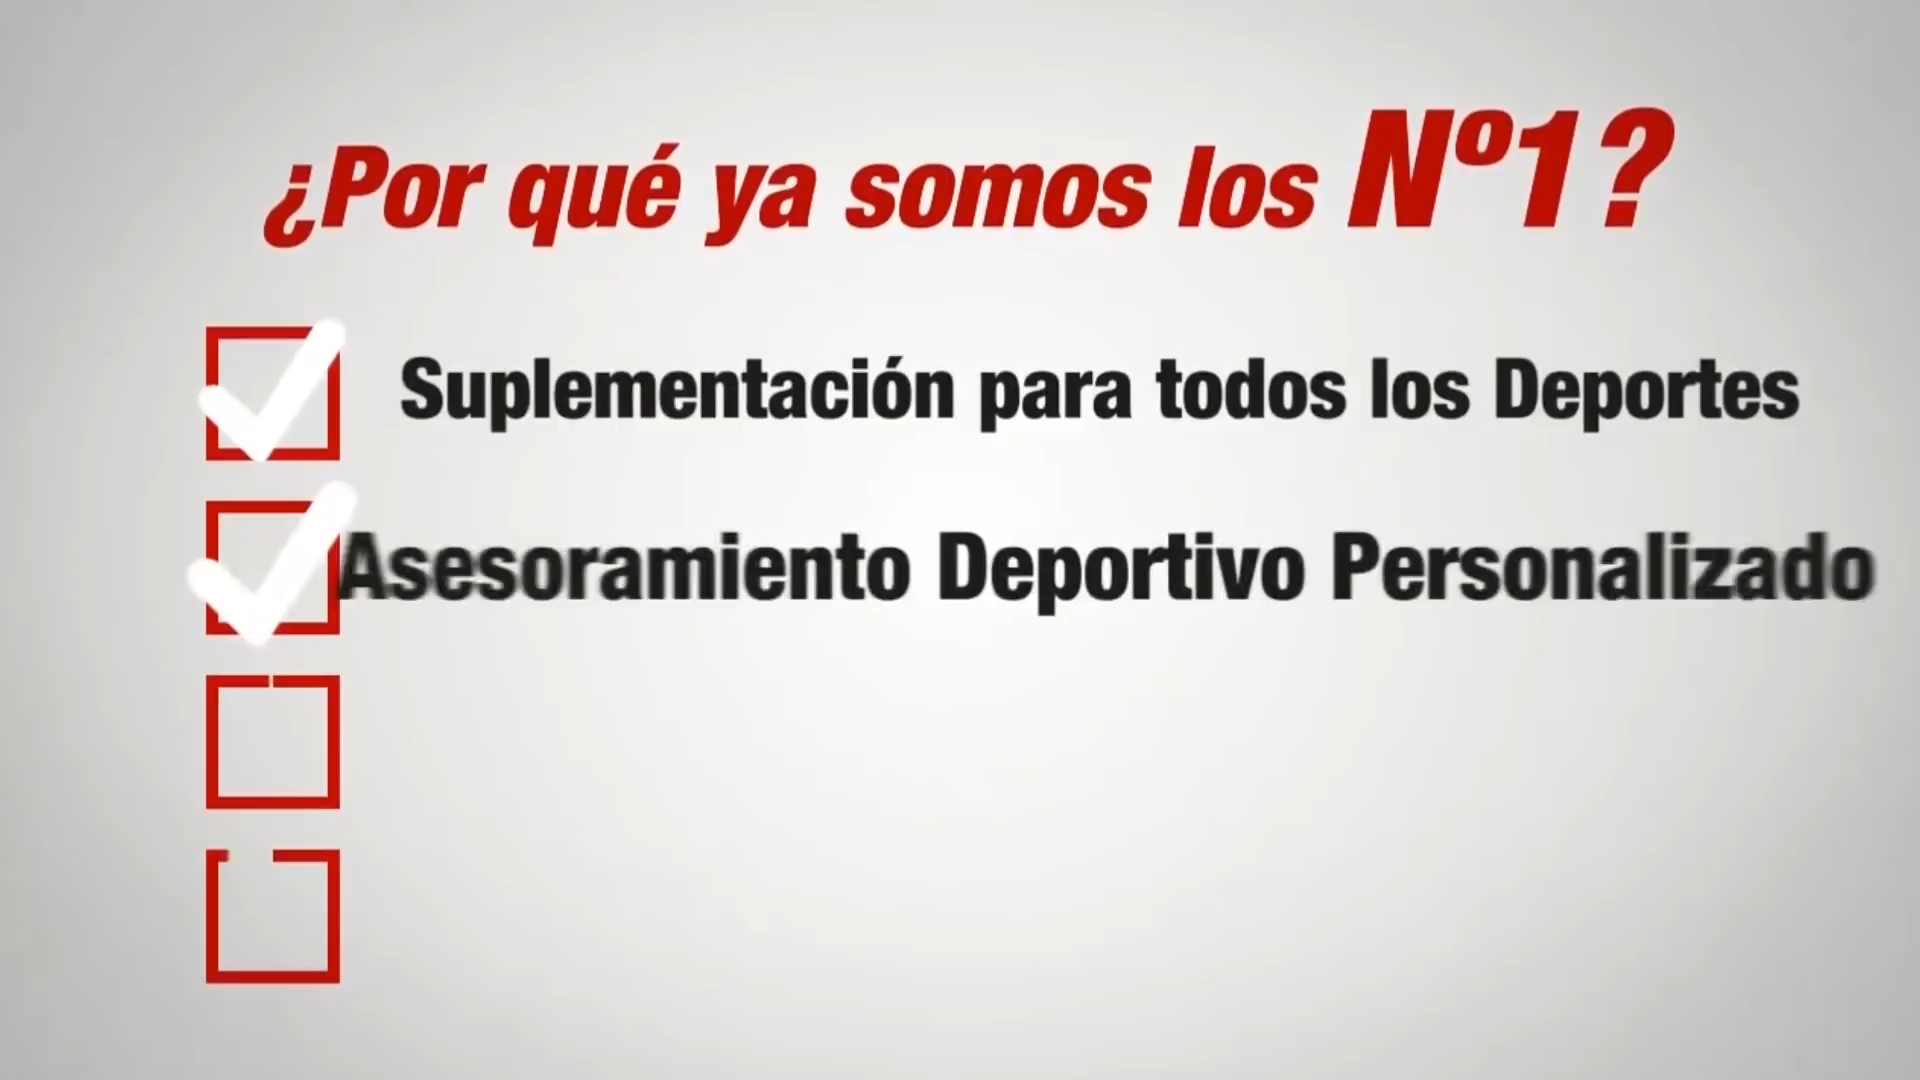 ¿Por qué ya somos los Nº1?
Suplementación para todos los Deportes
Asesoramiento Deportivo Personalizado